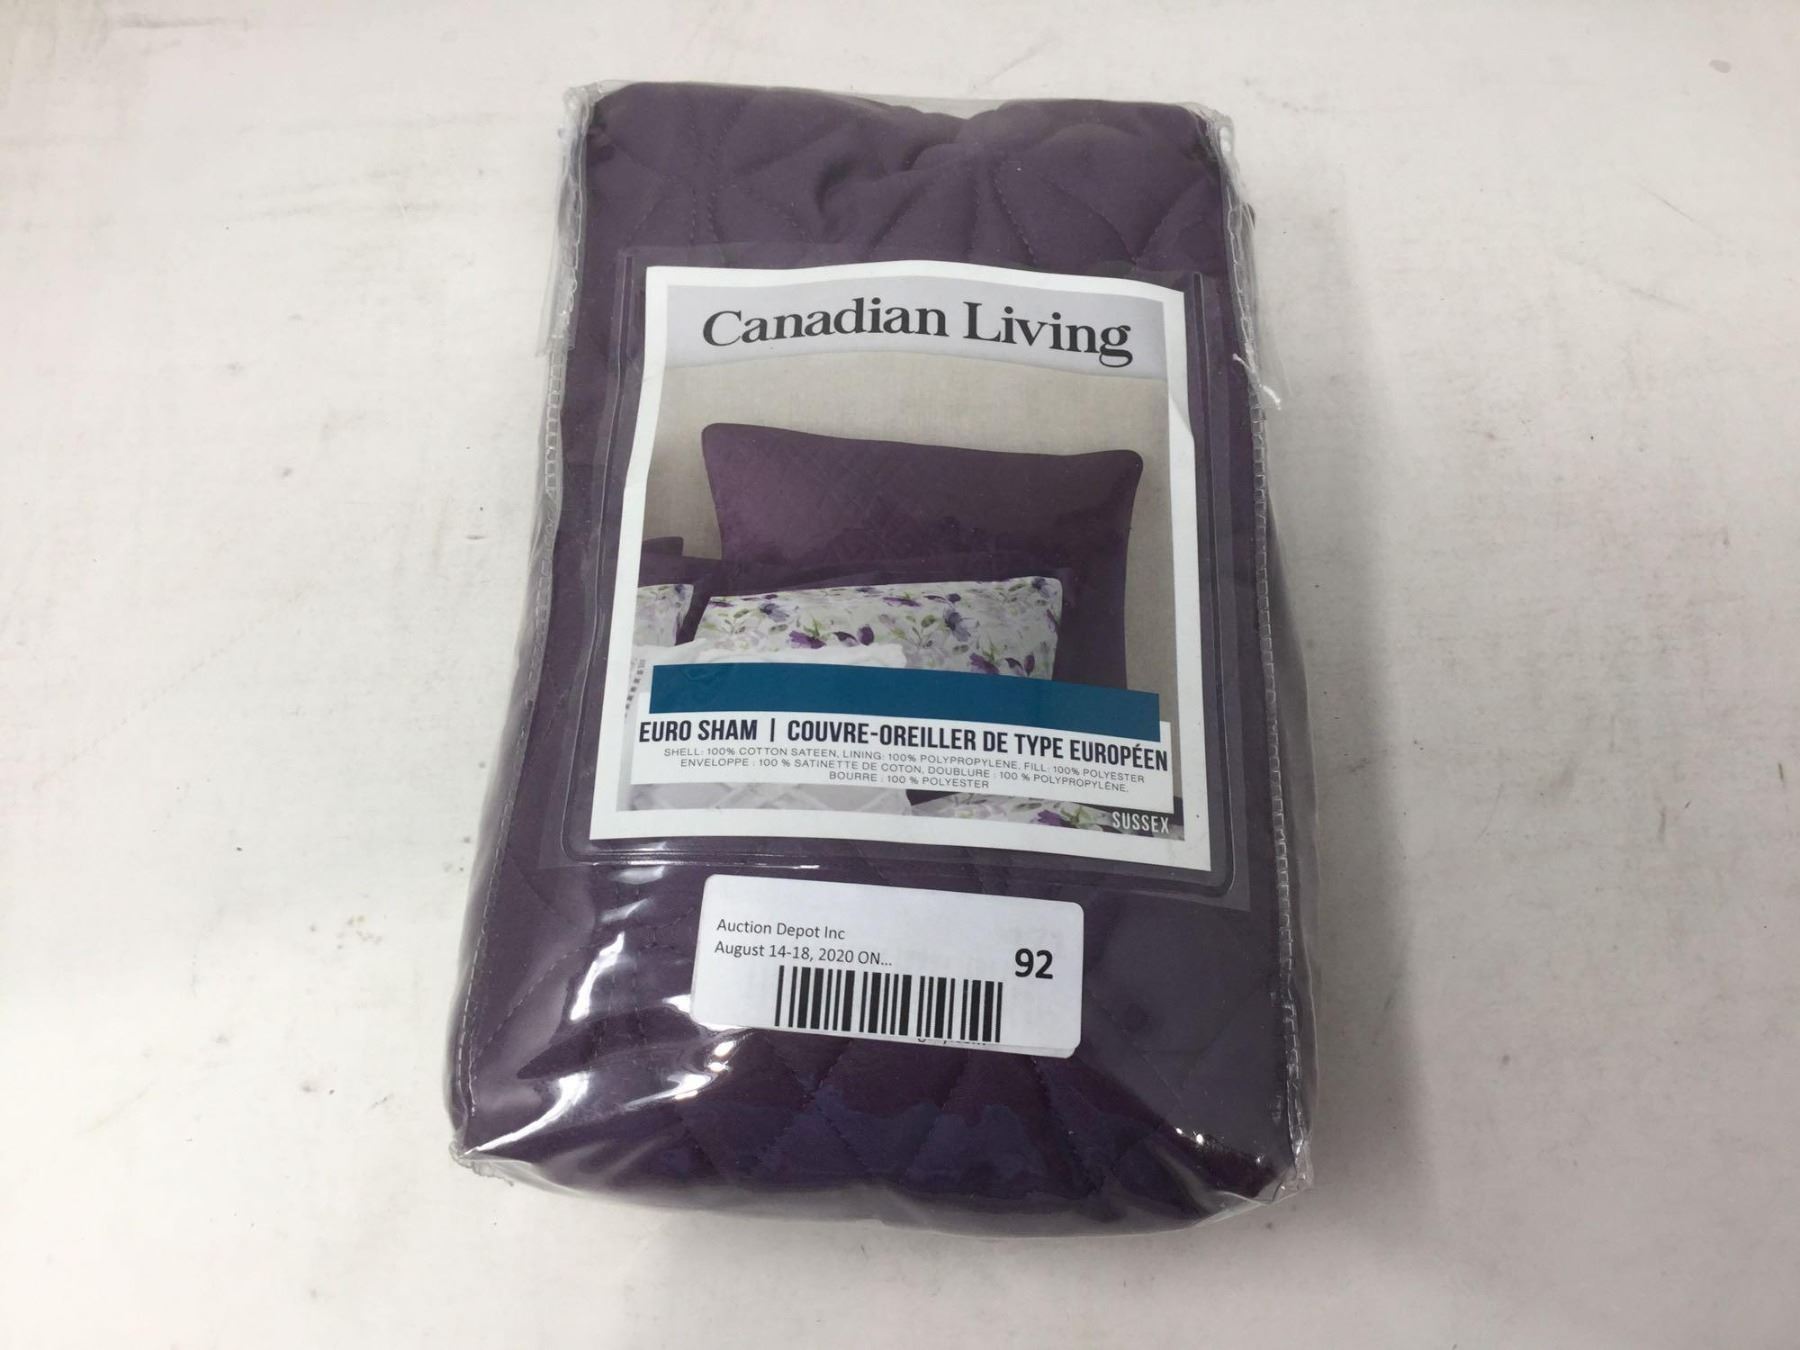 Canadian Living
EURO SHAM | COUVRE-OREILLER DE TYPE EUROPÉEN
SHELL: 100% COTTON SATEEN, LINING: 100% POLYPROPYLENE, FILL: 100% POLYESTER
ENVELOPPE : 100 % SATINETTE DE COTON, DOUBLURE : 100 % POLYPROPYLÈNE,
BOURRE : 100 % POLYESTER
SUSSEX
Auction Depot Inc
August 14-18, 2020 ON...
92